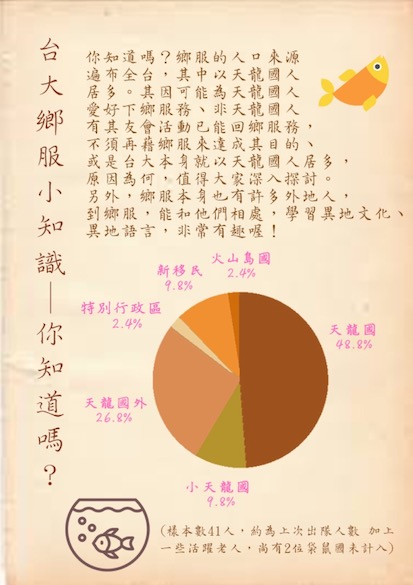 台大鄉服小知識—你知道嗎？
你知道嗎？鄉服的人口來源
遍布全台，其中以天龍國人
居多。其因可能為天龍國人
愛好下鄉服務、非天龍國人
有其友會活動已能回鄉服務，
不須再藉鄉服來達成其目的、
或是台大本身就以天龍國人居多，
原因為何，值得大家深入探討。
另外，鄉服本身也有許多外地人，
到鄉服，能和他們相處，學習異地文化、
異地語言，非常有趣喔！
火山島國
2.4%
新移民
9.8%
特別行政區
2.4%
天龍國
48.8%
天龍國外
26.8%
小天龍國
9.8%
(樣本數41人，約為上次出隊人數 加上
一些活躍老人，尚有2位袋鼠國未計入)